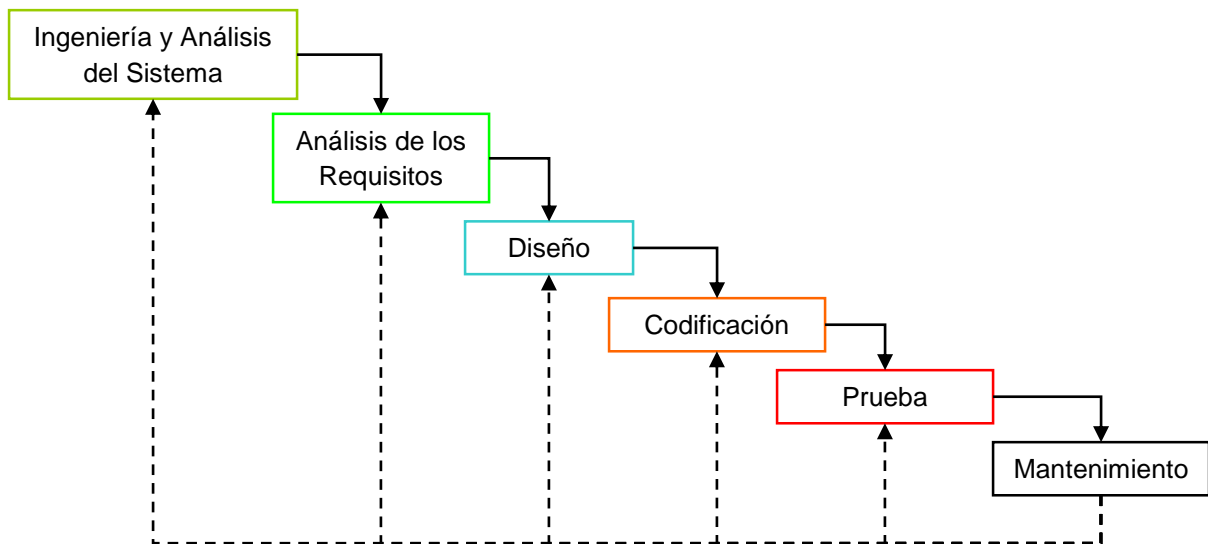 Ingeniería y Análisis
del Sistema
Análisis de los
Requisitos
Diseño
Codificación
Prueba
Mantenimiento